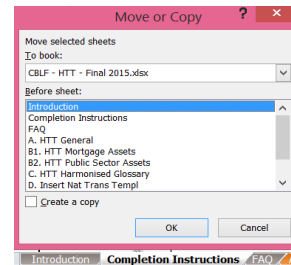 Move or Copy
?
×
Move selected sheets
To book:
CBLF - HTT - Final 2015.xlsx
Before sheet:
Introduction
Completion Instructions
FAQ
A. HTT General
B1. HTT Mortgage Assets
B2. HTT Public Sector Assets
C. HTT Harmonised Glossary
D. Insert Nat Trans Templ
Create a copy
OK
Cancel
Introduction
Completion Instructions
FAQ